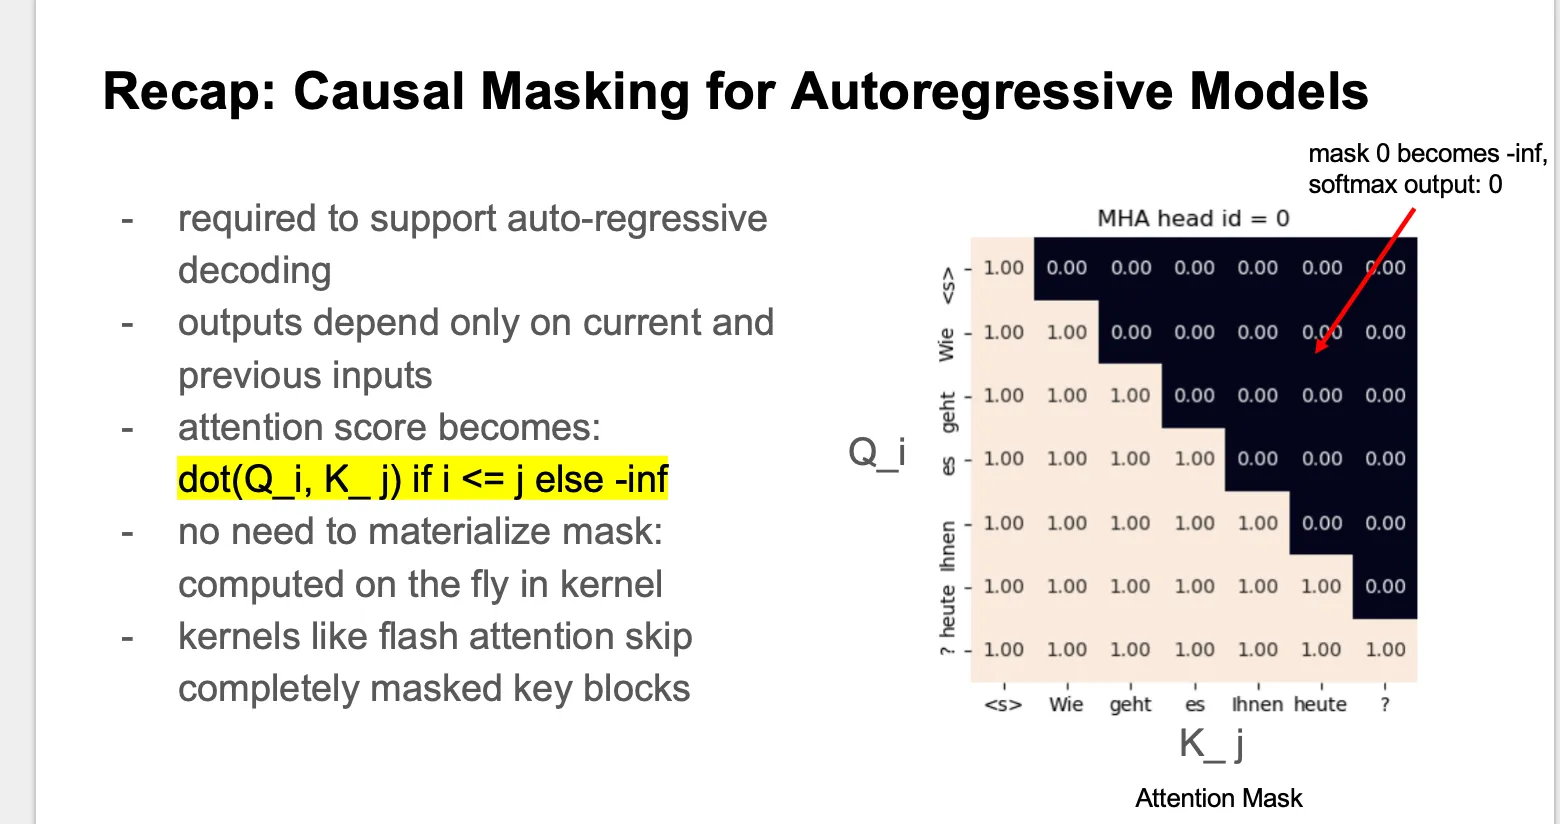 Recap: Causal Masking for Autoregressive Models
mask 0 becomes -inf,
softmax output: 0
- required to support auto-regressive
decoding
- outputs depend only on current and
previous inputs
- attention score becomes:
dot(Q_i, K_ j) if i <= j else -inf
- no need to materialize mask:
computed on the fly in kernel
- kernels like flash attention skip
completely masked key blocks
MHA head id = 0
Q_i
<s> 1.00 0.00 0.00 0.00 0.00 0.00 0.00
Wie 1.00 1.00 0.00 0.00 0.00 0.00 0.00
geht 1.00 1.00 1.00 0.00 0.00 0.00 0.00
es 1.00 1.00 1.00 1.00 0.00 0.00 0.00
Ihnen 1.00 1.00 1.00 1.00 1.00 0.00 0.00
heute 1.00 1.00 1.00 1.00 1.00 1.00 0.00
? 1.00 1.00 1.00 1.00 1.00 1.00 1.00
<s> Wie geht es Ihnen heute ?
K_ j
Attention Mask